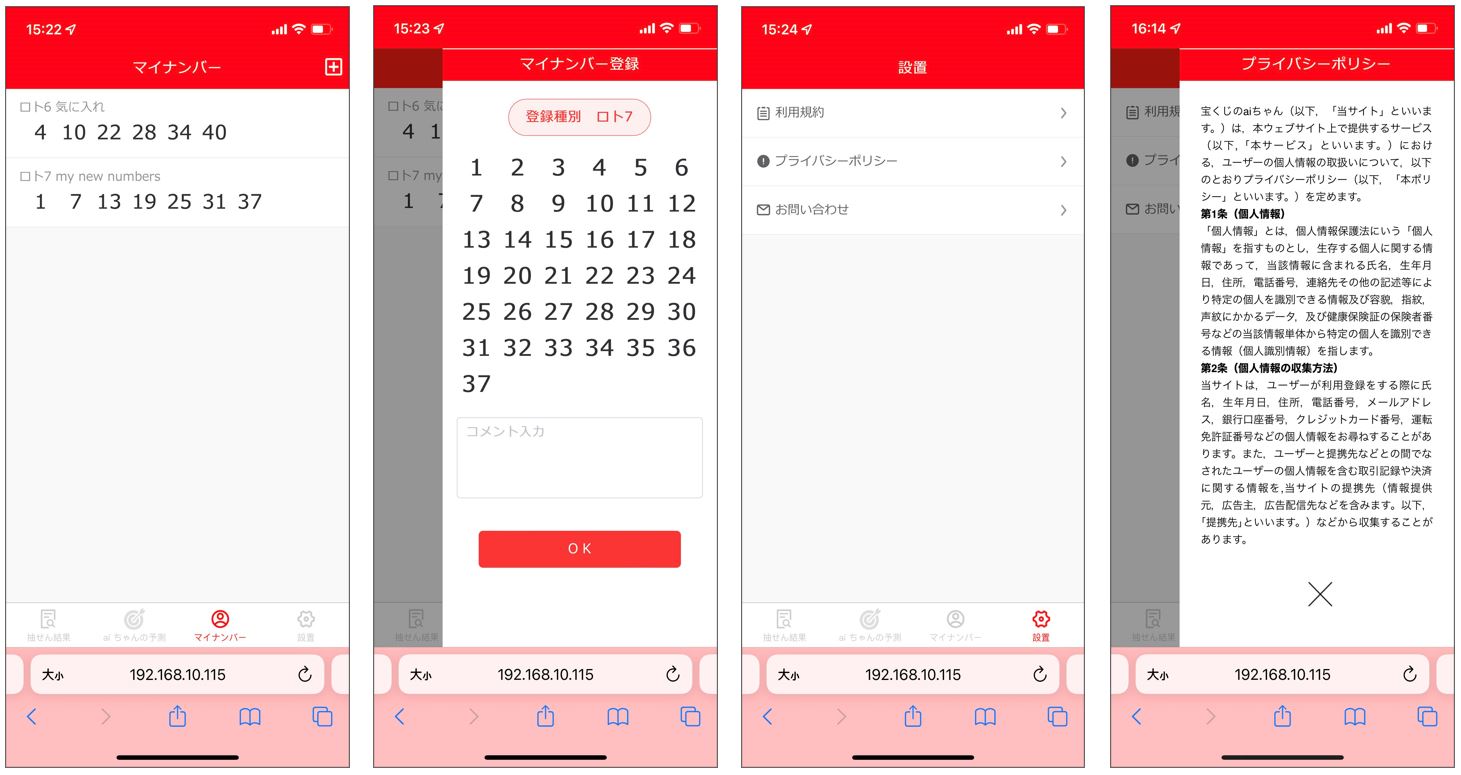 15:22
マイナンバー
ロト6 気に入れ
4 10 22 28 34 40
ロト7 my new numbers
1 7 13 19 25 31 37
抽せん結果
ai ちゃんの予測
マイナンバー
設置
大小
192.168.10.115
15:23
マイナンバー登録
ロト6 気に
4 1
ロト7 my
1 7
登録種別 ロト7
1 2 3 4 5 6
7 8 9 10 11 12
13 14 15 16 17 18
19 20 21 22 23 24
25 26 27 28 29 30
31 32 33 34 35 36
37
コメント入力
OK
抽せん結果
大小
192.168.10.115
15:24
設置
利用規約
プライバシーポリシー
お問い合わせ
抽せん結果
ai ちゃんの予測
マイナンバー
設置
大小
192.168.10.115
16:14
プライバシーポリシー
利用規
プライ
お問い
宝くじのaiちゃん（以下，「当サイト」といいま
す。）は，本ウェブサイト上で提供するサービス
（以下,「本サービス」といいます。）におけ
る，ユーザーの個人情報の取扱いについて，以下
のとおりプライバシーポリシー（以下，「本ポリ
シー」といいます。）を定めます。
第1条（個人情報）
「個人情報」とは，個人情報保護法にいう「個人
情報」を指すものとし，生存する個人に関する情
報であって，当該情報に含まれる氏名，生年月
日，住所，電話番号，連絡先その他の記述等によ
り特定の個人を識別できる情報及び容貌，指紋，
声紋にかかるデータ，及び健康保険証の保険者番
号などの当該情報単体から特定の個人を識別でき
る情報（個人識別情報）を指します。
第2条（個人情報の収集方法）
当サイトは，ユーザーが利用登録をする際に氏
名，生年月日，住所，電話番号，メールアドレ
ス，銀行口座番号，クレジットカード番号，運転
免許証番号などの個人情報をお尋ねすることがあ
ります。また，ユーザーと提携先などとの間でな
されたユーザーの個人情報を含む取引記録や決済
に関する情報を,当サイトの提携先（情報提供
元，広告主，広告配信先などを含みます。以下，
「提携先」といいます。）などから収集することが
あります。
抽せん結果
大小
192.168.10.115